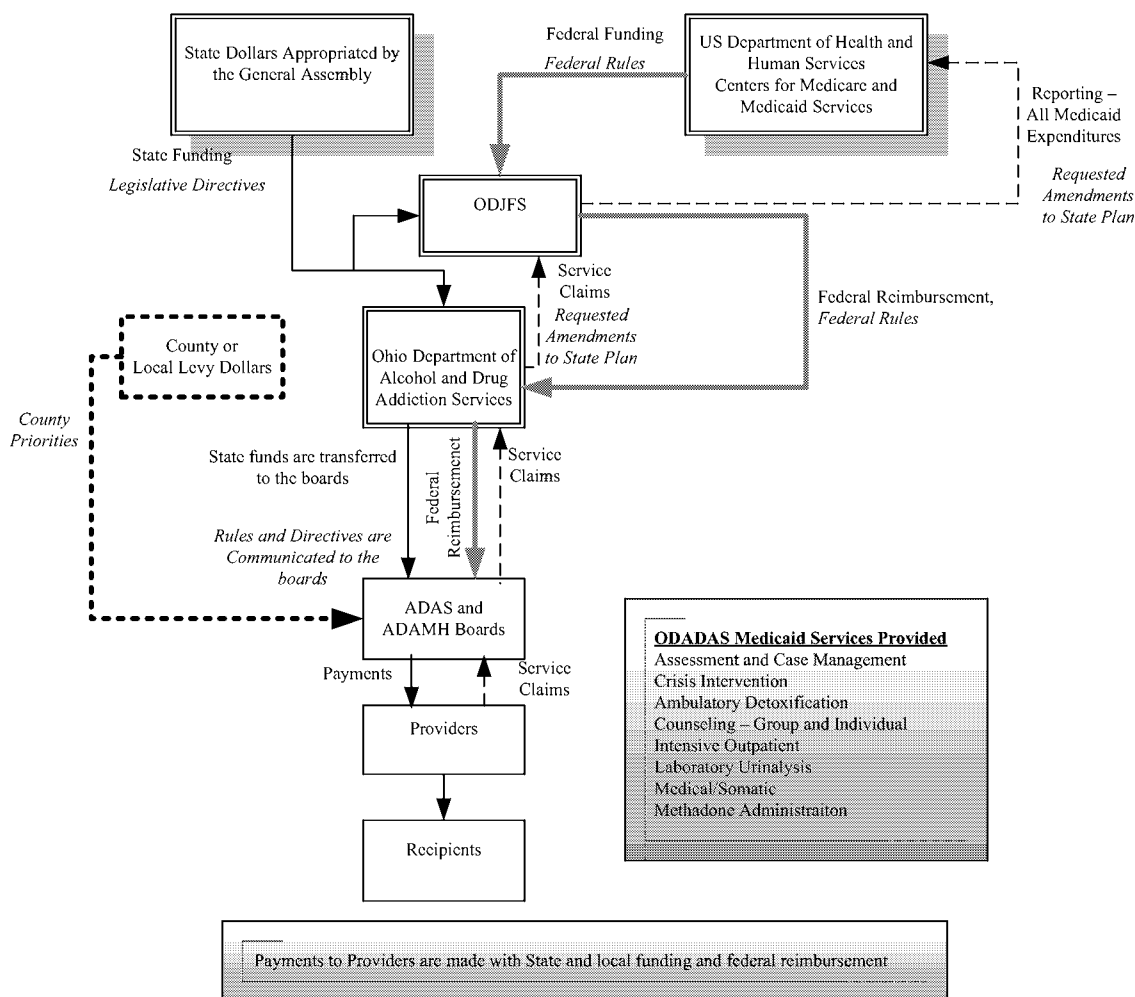 State Dollars Appropriated by
the General Assembly
Federal Funding
Federal Rules
US Department of Health and
Human Services
Centers for Medicare and
Medicaid Services
Reporting –
All Medicaid
Expenditures
Requested
Amendments
to State Plan
State Funding
Legislative Directives
ODJFS
Service
Claims
Requested
Amendments
to State Plan
Federal Reimbursement,
Federal Rules
County or
Local Levy Dollars
Ohio Department of
Alcohol and Drug
Addiction Services
County
Priorities
State funds are transferred
to the boards
Federal
Reimbursemenet
Service
Claims
Rules and Directives are
Communicated to the
boards
ADAS and
ADAMH Boards
Payments
Service
Claims
Providers
Recipients
ODADAS Medicaid Services Provided
Assessment and Case Management
Crisis Intervention
Ambulatory Detoxification
Counseling – Group and Individual
Intensive Outpatient
Laboratory Urinalysis
Medical/Somatic
Methadone Administraiton
Payments to Providers are made with State and local funding and federal reimbursement